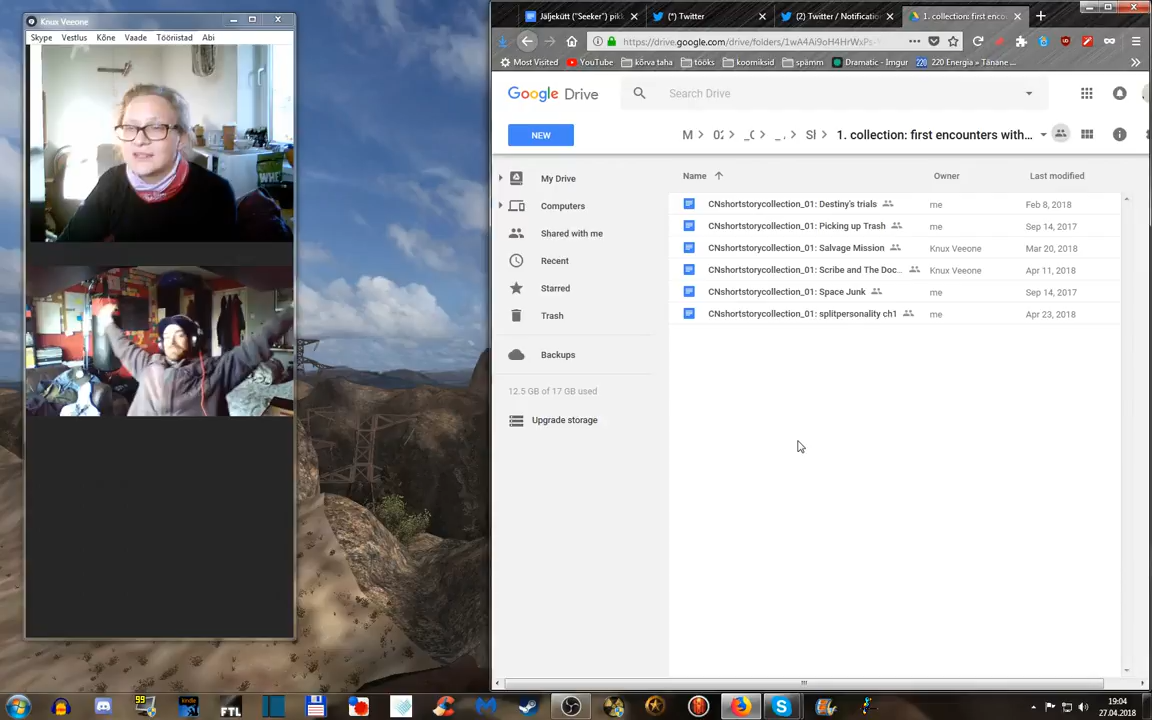 Knux Veeone
Skype Vestlus Kõne Vaade Tööriistad Abi
Jäljekütt ("Seeker") pikk
(*) Twitter
(2) Twitter / Notification
1. collection: first enco
https://drive.google.com/drive/folders/1wA4Ai9oH4HrWxPs
Most Visited YouTube kõrva taha tööks koomiksid spämm Dramatic - Imgur 220 Energia » Tänane ...
Google Drive
Search Drive
NEW
1. collection: first encounters with...
My Drive
Computers
Shared with me
Recent
Starred
Trash
Backups
12.5 GB of 17 GB used
Upgrade storage
Name Owner Last modified
CNshortstorycollection_01: Destiny's trials me Feb 8, 2018
CNshortstorycollection_01: Picking up Trash me Sep 14, 2017
CNshortstorycollection_01: Salvage Mission Knux Veeone Mar 20, 2018
CNshortstorycollection_01: Scribe and The Doc... Knux Veeone Apr 11, 2018
CNshortstorycollection_01: Space Junk me Sep 14, 2017
CNshortstorycollection_01: splitpersonality ch1 me Apr 23, 2018
99
FTL
19:04
27.04.2018